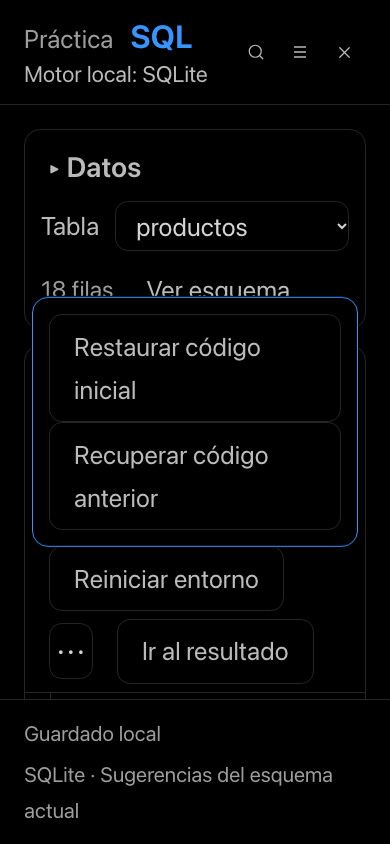 Práctica SQL
Motor local: SQLite
▸ Datos
Tabla productos
18 filas Ver esquema
Restaurar código
inicial
Recuperar código
anterior
Reiniciar entorno
... Ir al resultado
Guardado local
SQLite · Sugerencias del esquema
actual